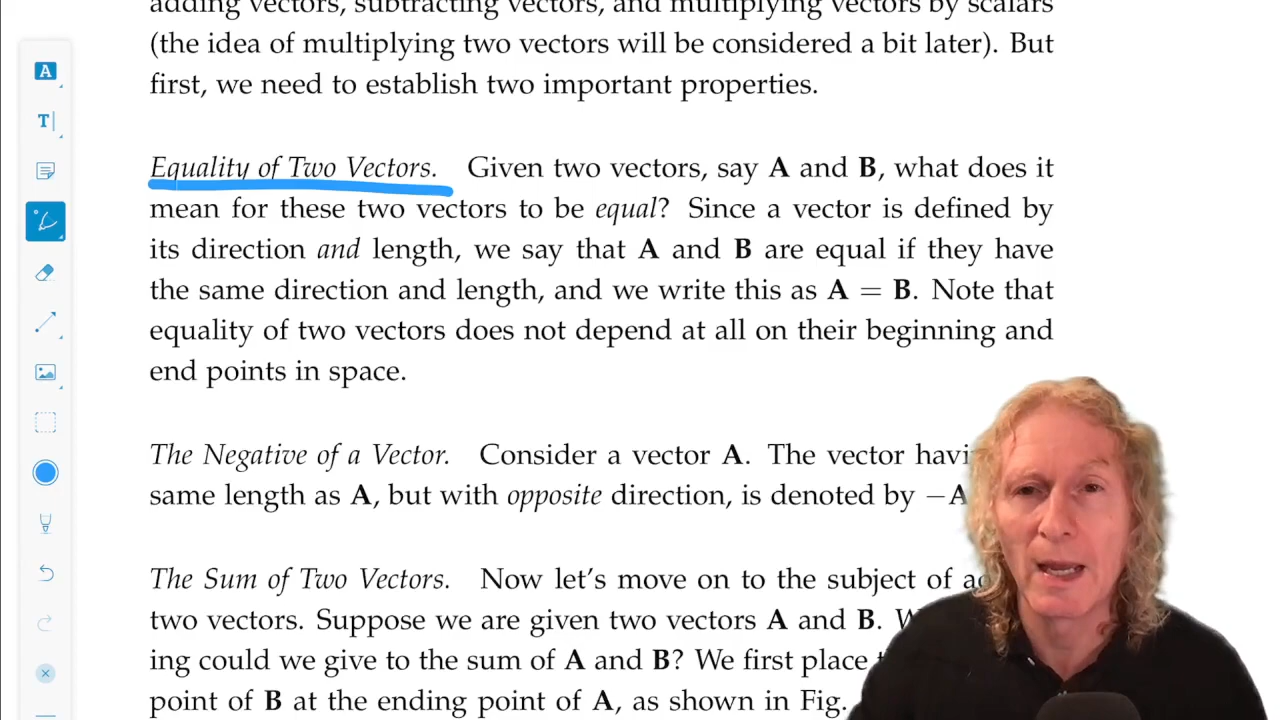 adding vectors, subtracting vectors, and multiplying vectors by scalars
(the idea of multiplying two vectors will be considered a bit later). But
first, we need to establish two important properties.
A
T
Equality of Two Vectors. Given two vectors, say A and B, what does it
mean for these two vectors to be equal? Since a vector is defined by
its direction and length, we say that A and B are equal if they have
the same direction and length, and we write this as A = B. Note that
equality of two vectors does not depend at all on their beginning and
end points in space.
The Negative of a Vector. Consider a vector A. The vector
same length as A, but with opposite direction, is denoted by −A
The Sum of Two Vectors. Now let's move on to the subject of
two vectors. Suppose we are given two vectors A and B.
ing could we give to the sum of A and B? We first place
point of B at the ending point of A, as shown in Fig.